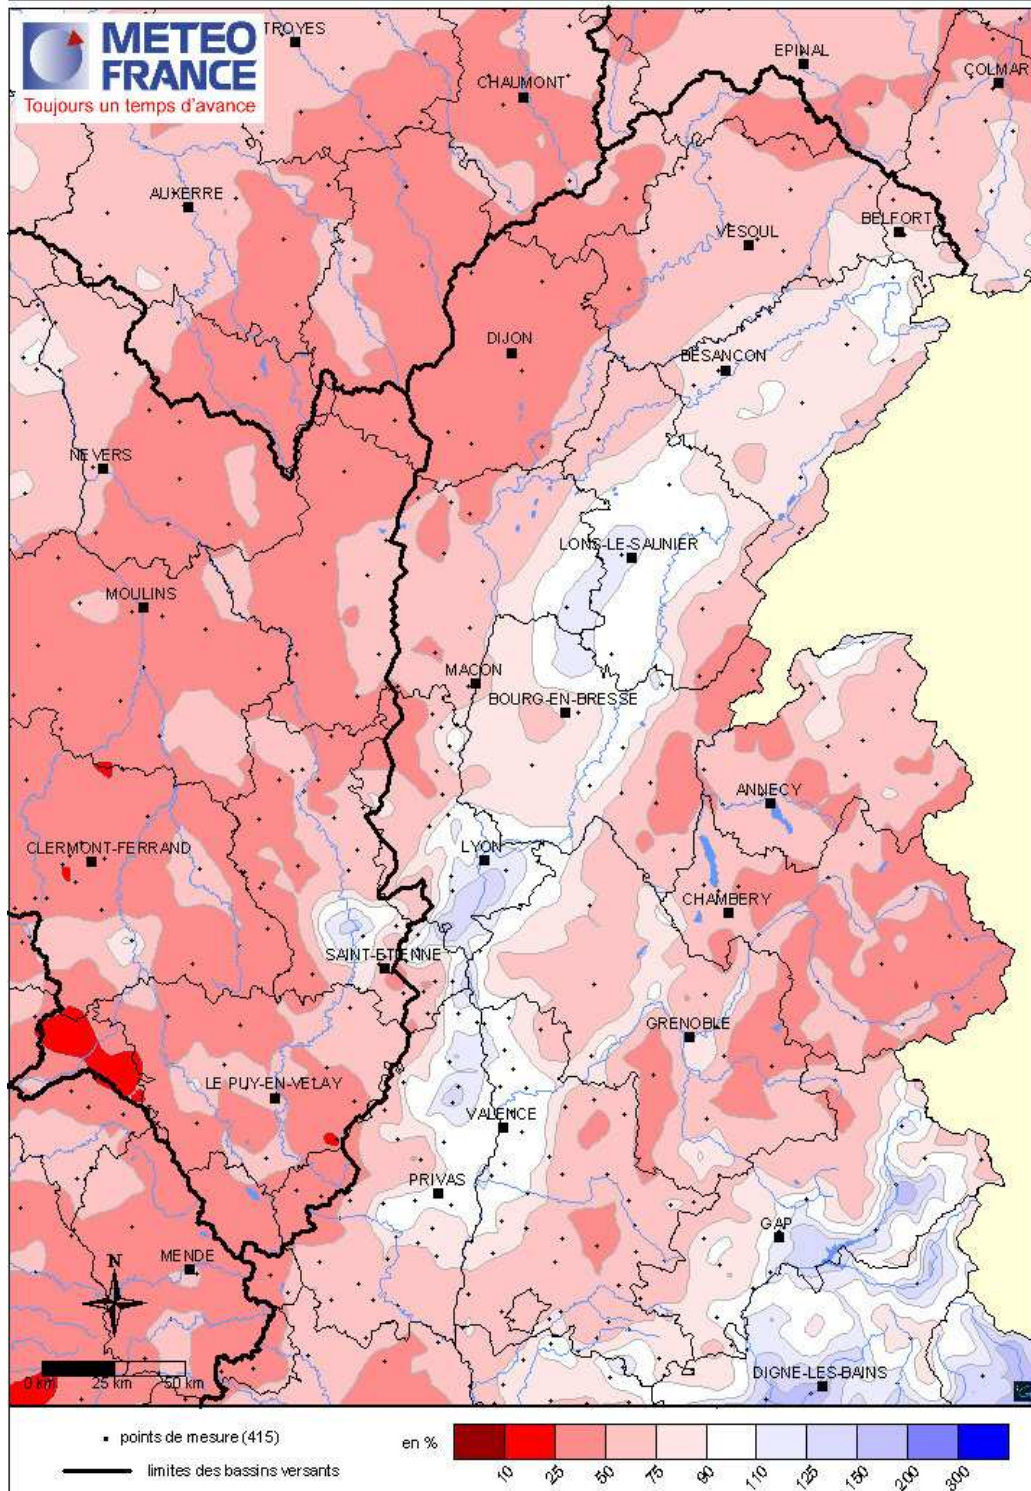 METEO
FRANCE
Toujours un temps d'avance
TROYES
EPINAL
CHAUMONT
COLMAR
AUXERRE
BELFORT
VESOUL
DIJON
BESANCON
NEVERS
LONS-LE-SAUNIER
MOULINS
MACON
BOURG-EN-BRESSE
ANNECY
CLERMONT-FERRAND
LYON
CHAMBERY
SAINT-ETIENNE
GRENOBLE
LE PUY-EN-VELAY
VALENCE
PRIVAS
GAP
MENDE
N
0 km 25 km 50 km
DIGNE-LES-BAINS
points de mesure (415)
limites des bassins versants
en %
10 25 50 75 90 110 125 150 200 300